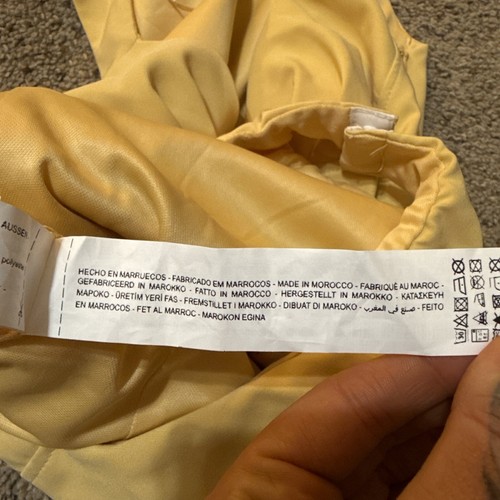 AUSSEN
HECHO EN MARRUECOS - FABRICADO EM MARROCOS - MADE IN MOROCCO - FABRIQUÉ AU MAROC -
GEFABRICEERD IN MAROKKO - FATTO IN MAROCCO - HERGESTELLT IN MAROKKO - ΚΑΤΑΣΚΕΥΗ
ΜΑΡΟΚΟ - ÜRETİM YERİ FAS - FREMSTILLET I MAROKKO - DIBUAT DI MAROKO - صنع في المغرب - FEITO
EN MARROCOS - FET AL MARROC - MAROKON EGINA